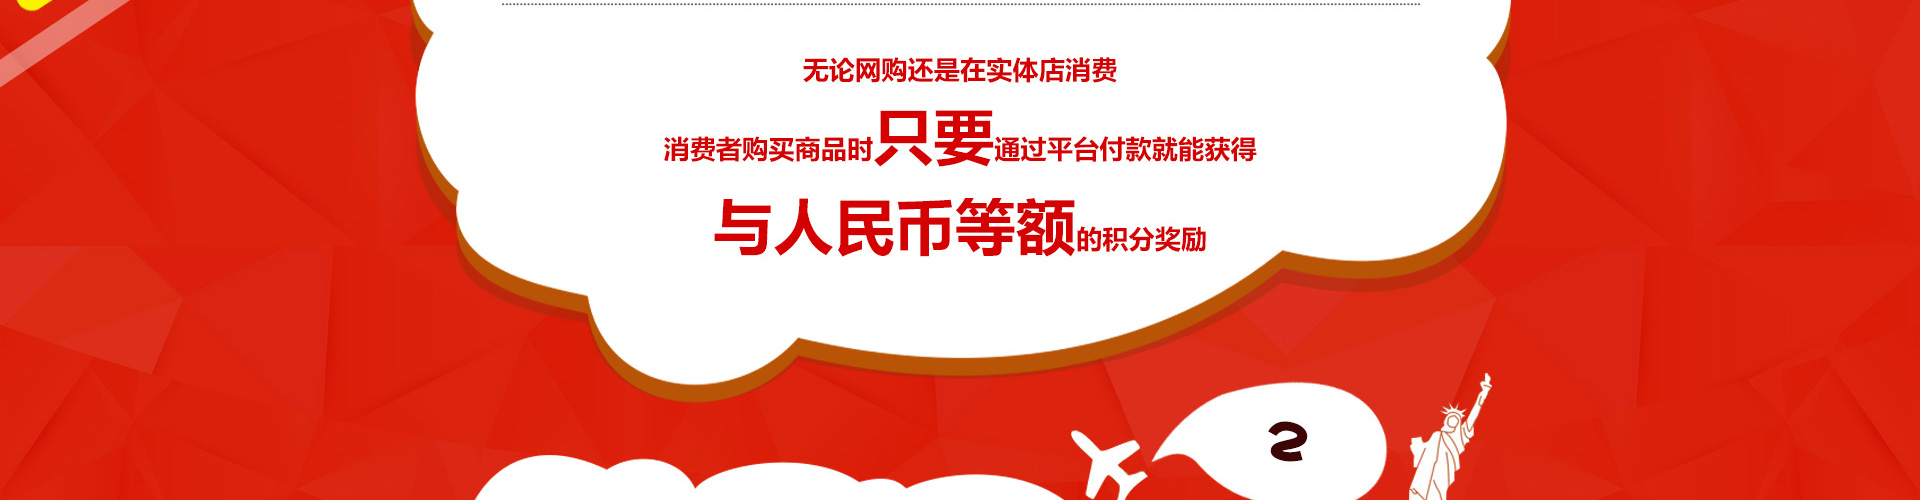 无论网购还是在实体店消费
消费者购买商品时只要通过平台付款就能获得
与人民币等额的积分奖励
2